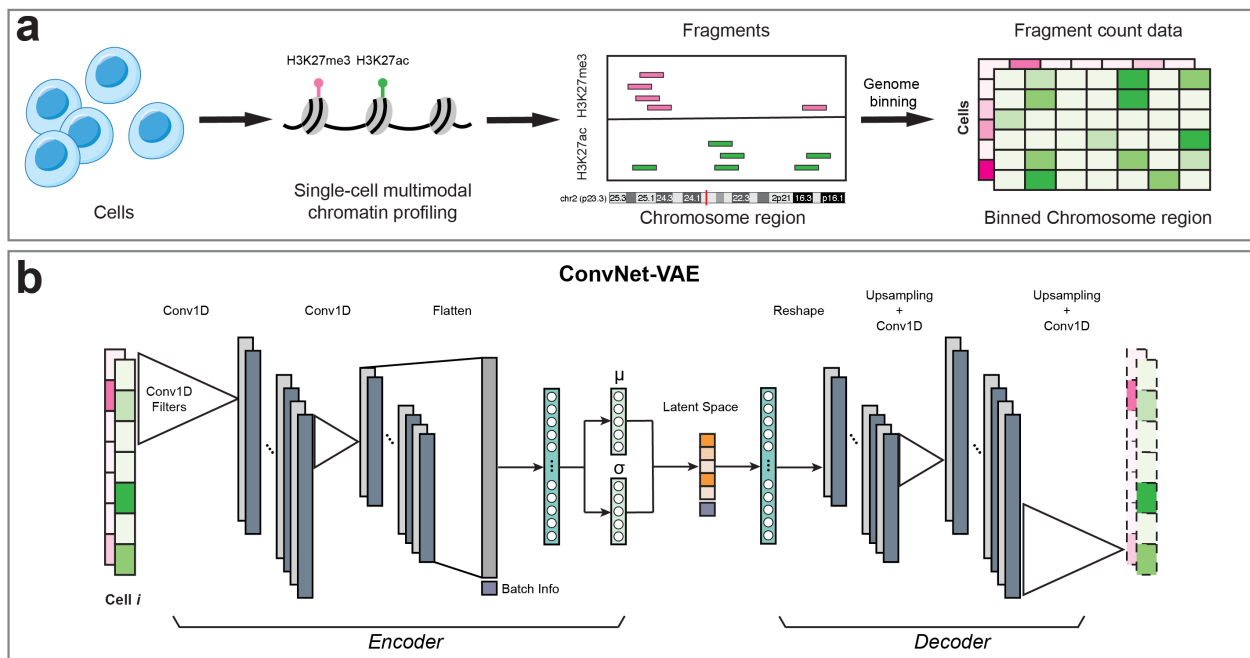 a
Cells
H3K27me3 H3K27ac
Single-cell multimodal
chromatin profiling
Fragments
H3K27me3
H3K27ac
chr2 (p23.3) 25.3 25.1 24.3 24.1 22.3 2p21 16.3 p16.1
Chromosome region
Genome
binning
Fragment count data
Cells
Binned Chromosome region
b
ConvNet-VAE
Conv1D
Conv1D
Flatten
Reshape
Upsampling
+
Conv1D
Upsampling
+
Conv1D
Conv1D
Filters
μ
σ
Latent Space
Batch Info
Cell i
Encoder
Decoder